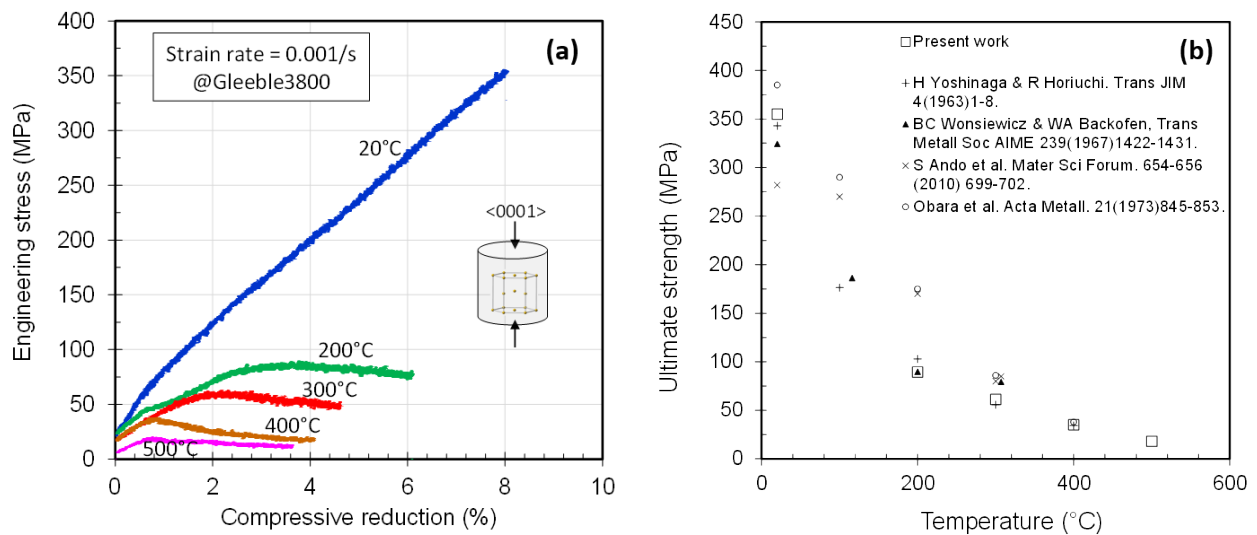 400
350
300
250
200
150
100
50
0
Engineering stress (MPa)
Strain rate = 0.001/s
@Gleeble3800
(a)
20°C
<0001>
200°C
300°C
400°C
500°C
0
2
4
6
8
10
Compressive reduction (%)
450
400
350
300
250
200
150
100
50
0
Ultimate strength (MPa)
(b)
Present work
H Yoshinaga & R Horiuchi. Trans JIM
4(1963)1-8.
BC Wonsiewicz & WA Backofen, Trans
Metall Soc AIME 239(1967)1422-1431.
S Ando et al. Mater Sci Forum. 654-656
(2010) 699-702.
Obara et al. Acta Metall. 21(1973)845-853.
0
200
400
600
Temperature (°C)